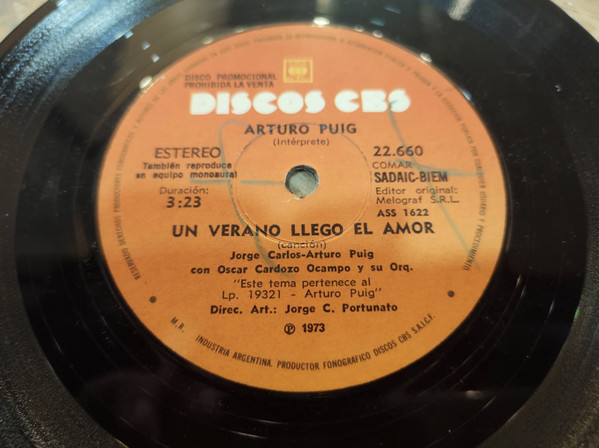 DISCO PROMOCIONAL
PROHIBIDA LA VENTA
DISCOS CBS
ARTURO PUIG
(Intérprete)
ESTEREO
También reproduce
en equipo monoaural
Duración:
3:23
22.660
COMAR
SADAIC-BIEM
Editor original:
Melograf S.R.L.
ASS 1622
UN VERANO LLEGO EL AMOR
(canción)
Jorge Carlos-Arturo Puig
con Oscar Cardozo Ocampo y su Orq.
"Este tema pertenece al
Lp. 19321 - Arturo Puig"
Direc. Art.: Jorge C. Portunato
℗ 1973
M.R. INDUSTRIA ARGENTINA. PRODUCTOR FONOGRAFICO DISCOS CBS S.A.I.C.F.